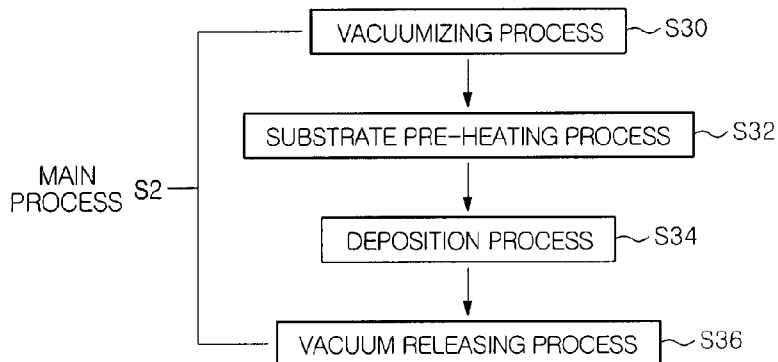 VACUUMIZING PROCESS S30
SUBSTRATE PRE-HEATING PROCESS S32
MAIN
PROCESS S2
DEPOSITION PROCESS S34
VACUUM RELEASING PROCESS S36